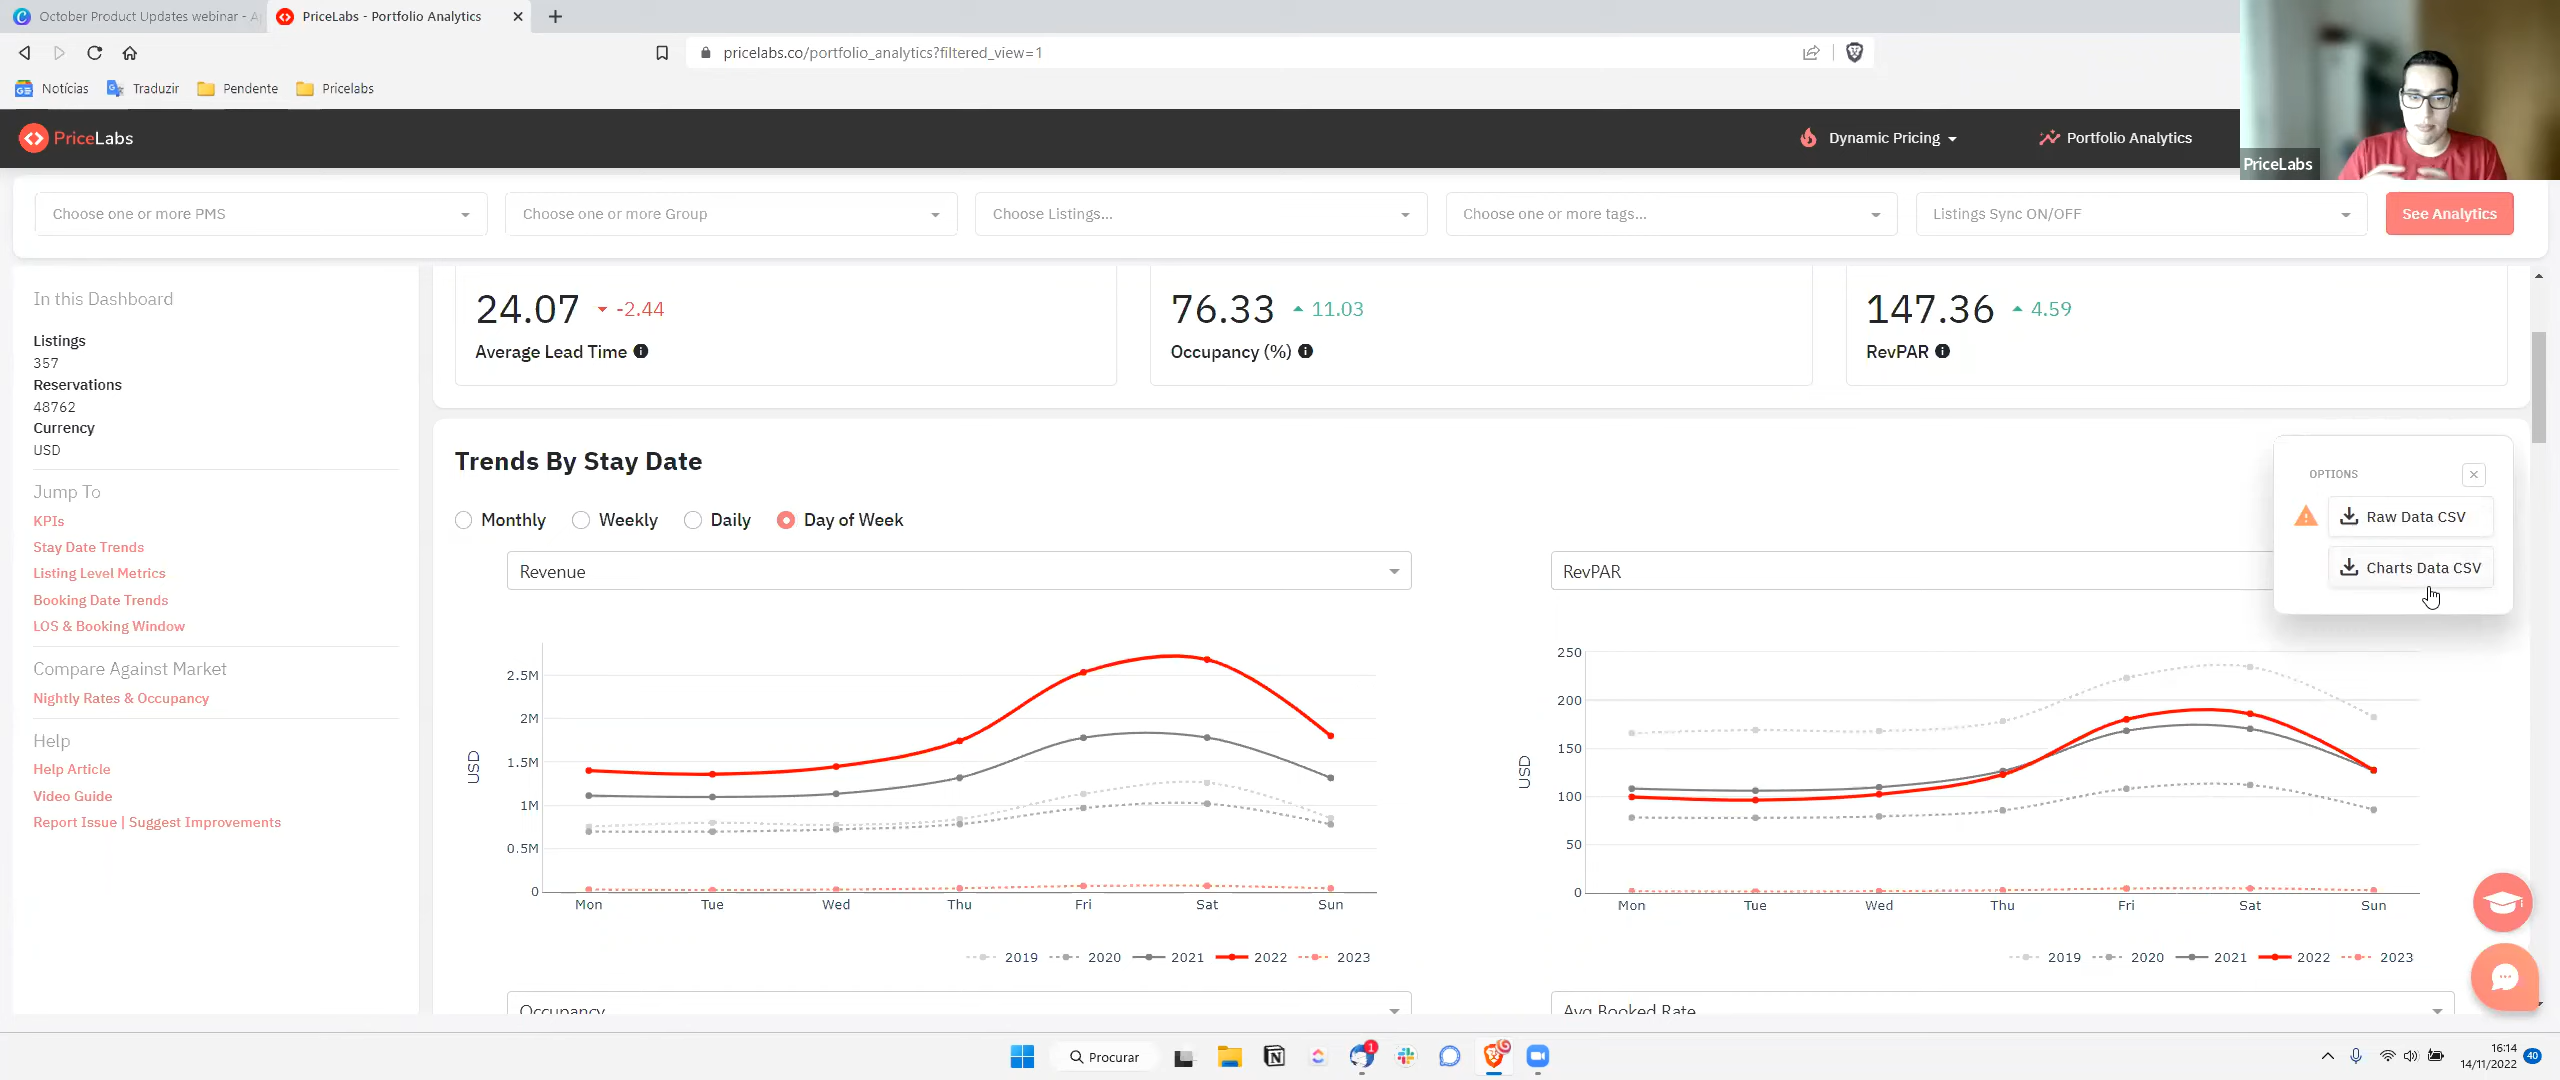 October Product Updates webinar - A
PriceLabs - Portfolio Analytics
pricelabs.co/portfolio_analytics?filtered_view=1
Notícias
Traduzir
Pendente
Pricelabs
PriceLabs
Dynamic Pricing
Portfolio Analytics
PriceLabs
Choose one or more PMS
Choose one or more Group
Choose Listings...
Choose one or more tags...
Listings Sync ON/OFF
See Analytics
In this Dashboard
Listings
357
Reservations
48762
Currency
USD
Jump To
KPIs
Stay Date Trends
Listing Level Metrics
Booking Date Trends
LOS & Booking Window
Compare Against Market
Nightly Rates & Occupancy
Help
Help Article
Video Guide
Report Issue | Suggest Improvements
24.07 -2.44
Average Lead Time
76.33 11.03
Occupancy (%)
147.36 4.59
RevPAR
Trends By Stay Date
Monthly
Weekly
Daily
Day of Week
OPTIONS
Raw Data CSV
Charts Data CSV
Revenue
2.5M
2M
1.5M
1M
0.5M
0
USD
Mon Tue Wed Thu Fri Sat Sun
2019 2020 2021 2022 2023
RevPAR
250
200
150
100
50
0
USD
Mon Tue Wed Thu Fri Sat Sun
2019 2020 2021 2022 2023
Occupancy
Avg Booked Rate
Procurar
1
16:14
14/11/2022
40